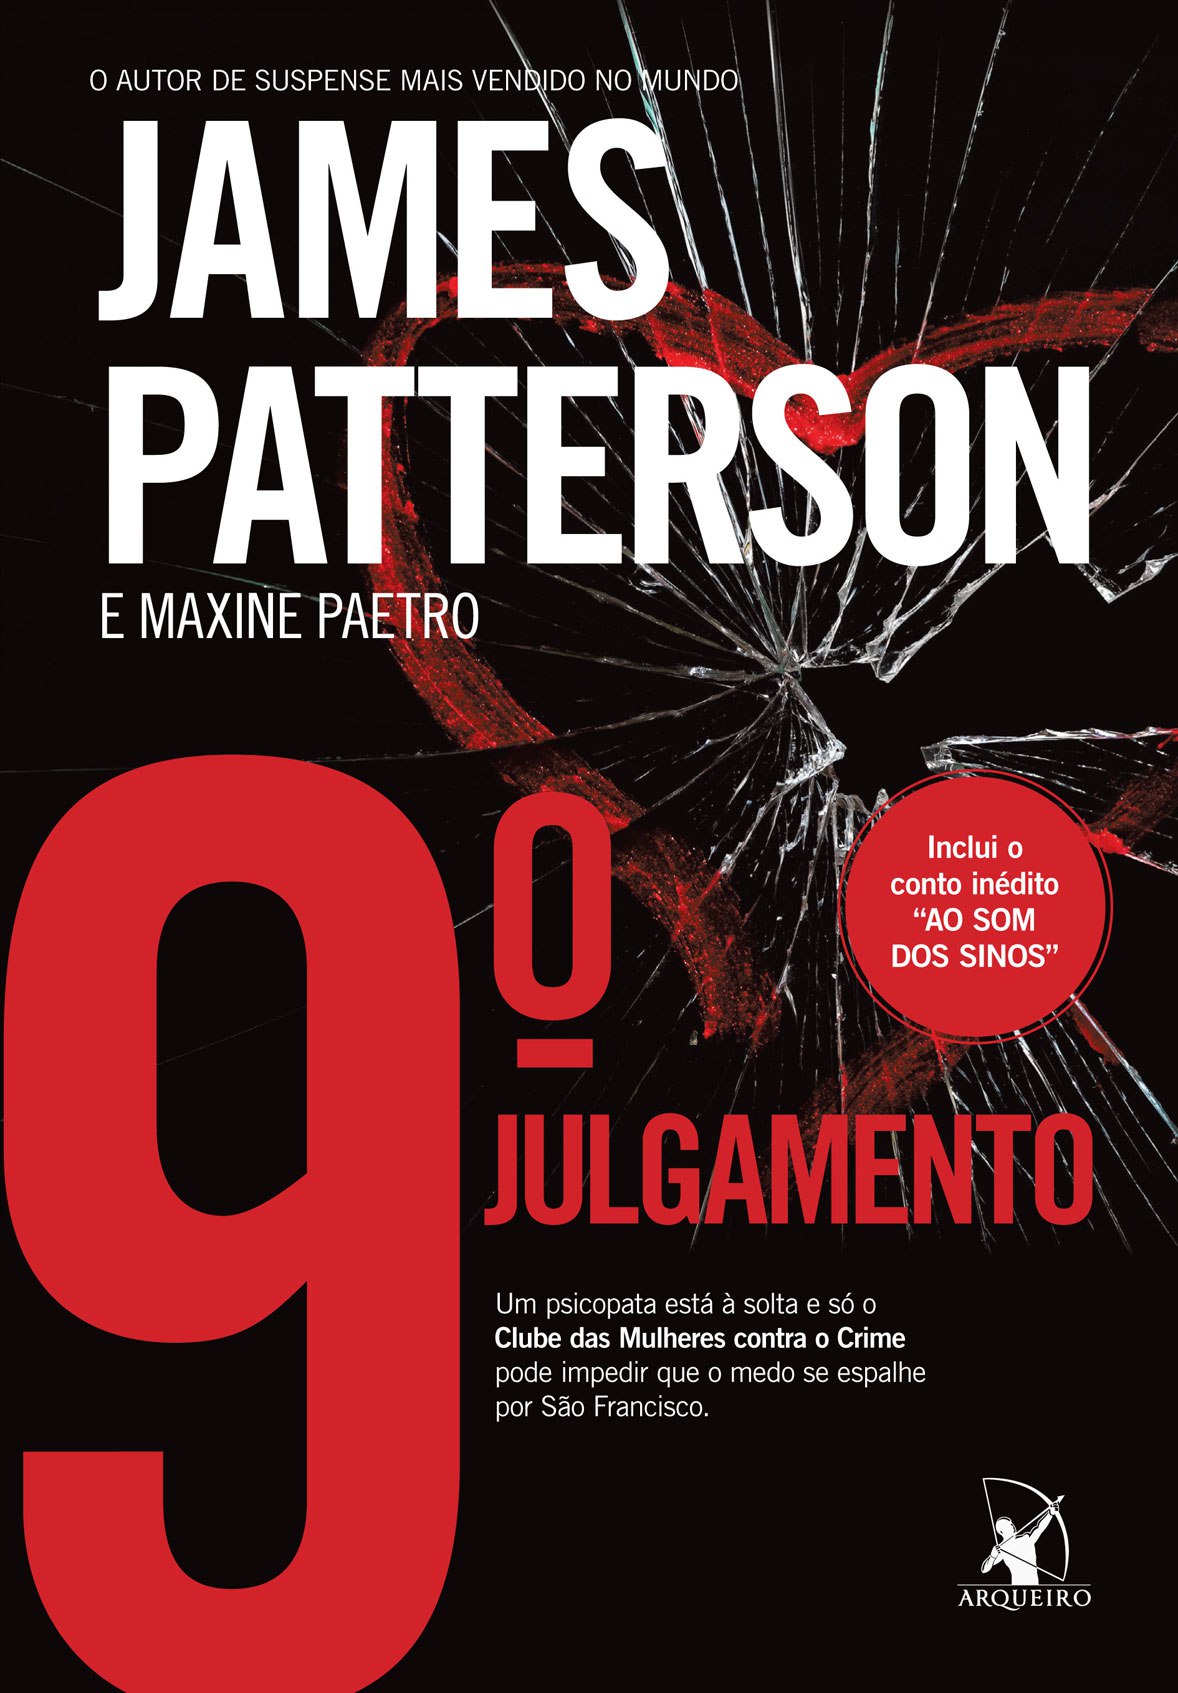 O AUTOR DE SUSPENSE MAIS VENDIDO NO MUNDO
JAMES
PATTERSON
E MAXINE PAETRO
9º
JULGAMENTO
Inclui o
conto inédito
“AO SOM
DOS SINOS”
Um psicopata está à solta e só o
Clube das Mulheres contra o Crime
pode impedir que o medo se espalhe
por São Francisco.
ARQUEIRO